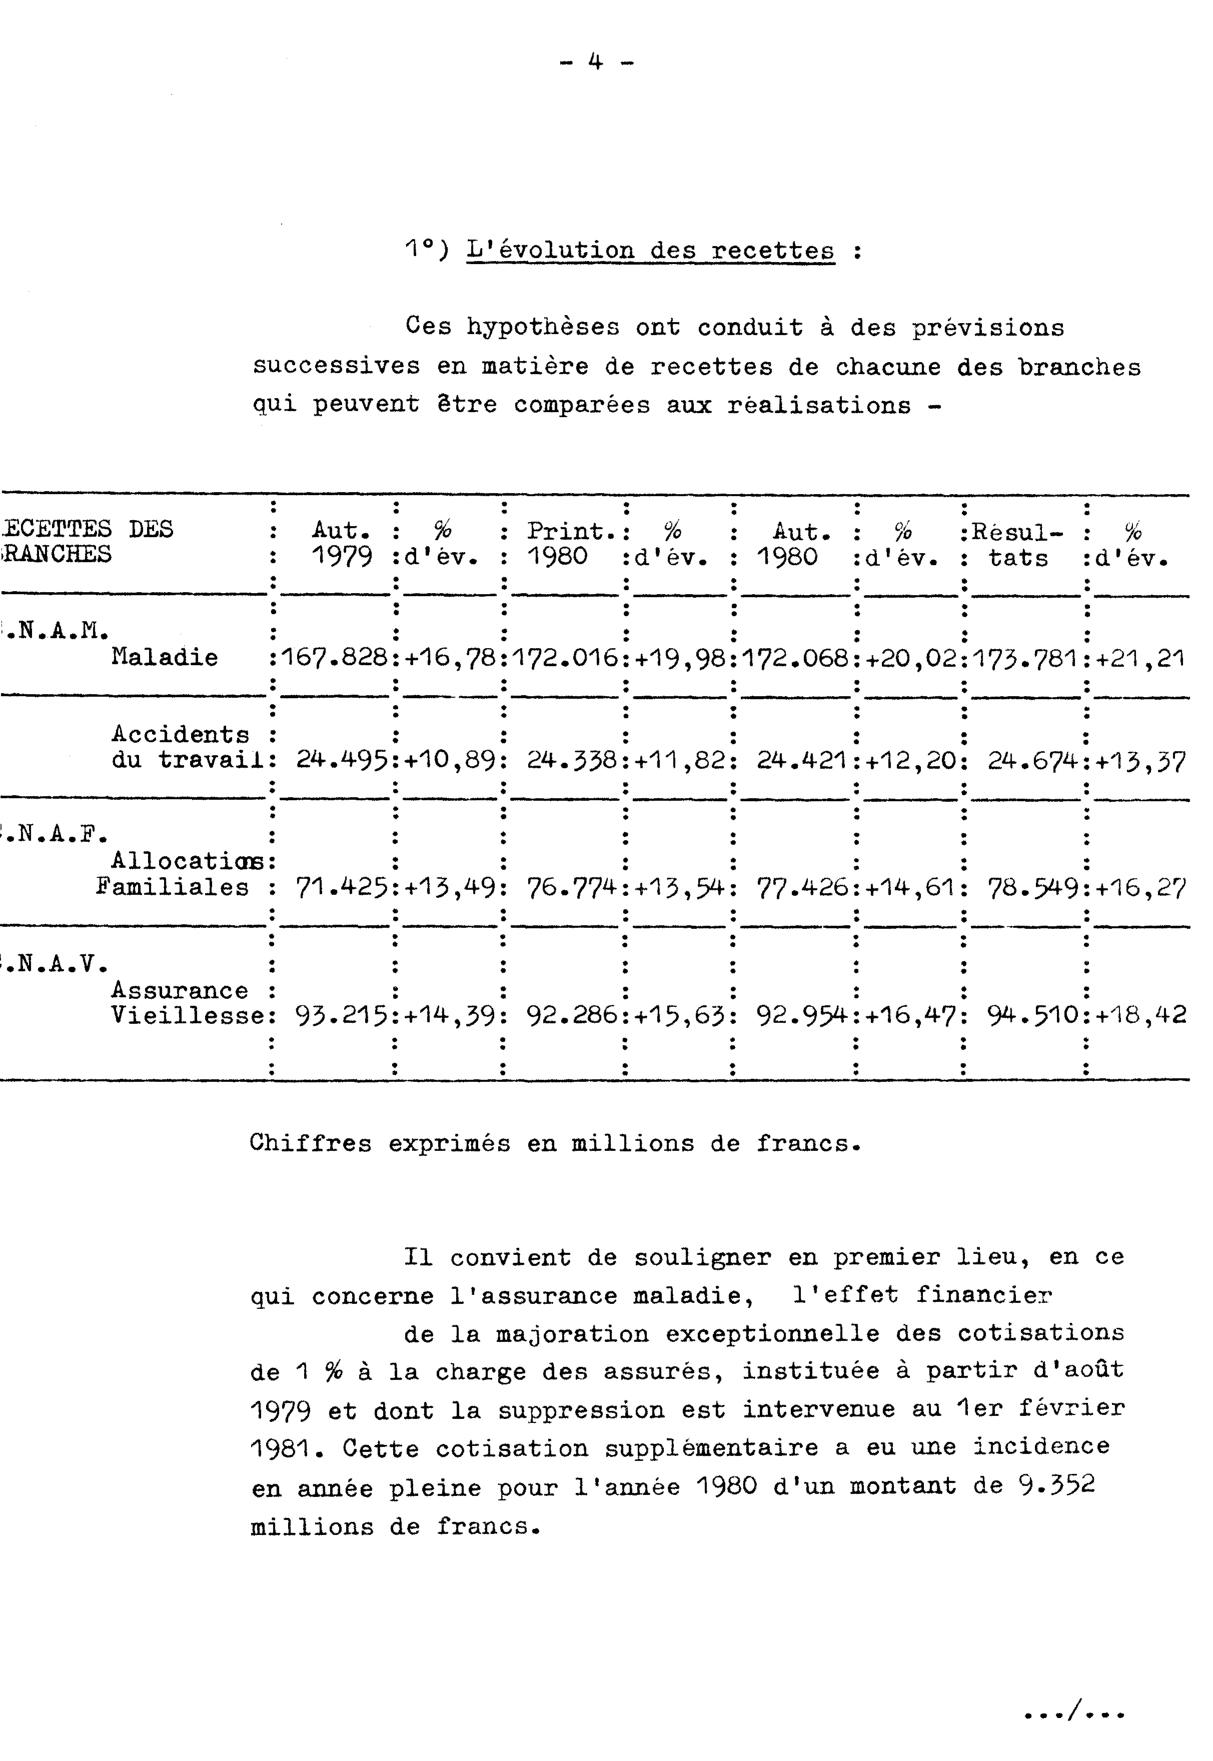 - 4 -
1°) L'évolution des recettes :
Ces hypothèses ont conduit à des prévisions
successives en matière de recettes de chacune des branches
qui peuvent être comparées aux réalisations -
ECETTES DES : Aut. : % : Print.: % : Aut. : % :Résul- : %
RANCHES : 1979 :d'év. : 1980 :d'év. : 1980 :d'év. : tats :d'év.
.N.A.M.
Maladie :167.828:+16,78:172.016:+19,98:172.068:+20,02:173.781:+21,21
Accidents :
du travail: 24.495:+10,89: 24.338:+11,82: 24.421:+12,20: 24.674:+13,37
.N.A.F.
Allocations:
Familiales : 71.425:+13,49: 76.774:+13,54: 77.426:+14,61: 78.549:+16,27
.N.A.V.
Assurance :
Vieillesse: 93.215:+14,39: 92.286:+15,63: 92.954:+16,47: 94.510:+18,42
Chiffres exprimés en millions de francs.
Il convient de souligner en premier lieu, en ce
qui concerne l'assurance maladie, l'effet financier
de la majoration exceptionnelle des cotisations
de 1 % à la charge des assurés, instituée à partir d'août
1979 et dont la suppression est intervenue au 1er février
1981. Cette cotisation supplémentaire a eu une incidence
en année pleine pour l'année 1980 d'un montant de 9.352
millions de francs.
.../...